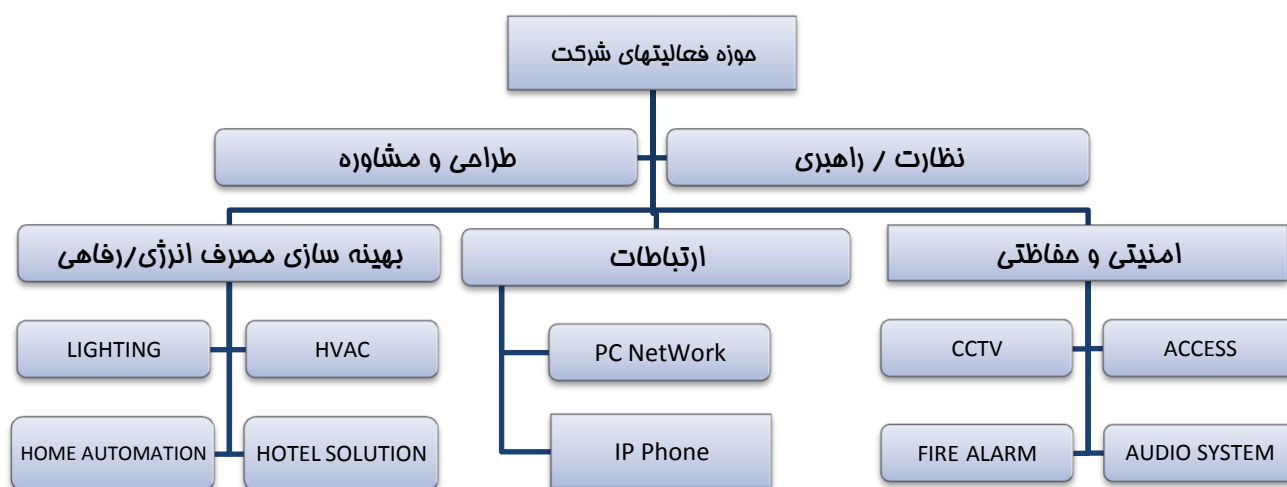 حوزه فعالیتهای شرکت
نظارت / راهبری
طراحی و مشاوره
امنیتی و حفاظتی
ارتباطات
بهینه سازی مصرف انرژی/رفاهی
CCTV
ACCESS
FIRE ALARM
AUDIO SYSTEM
PC NetWork
IP Phone
LIGHTING
HVAC
HOME AUTOMATION
HOTEL SOLUTION